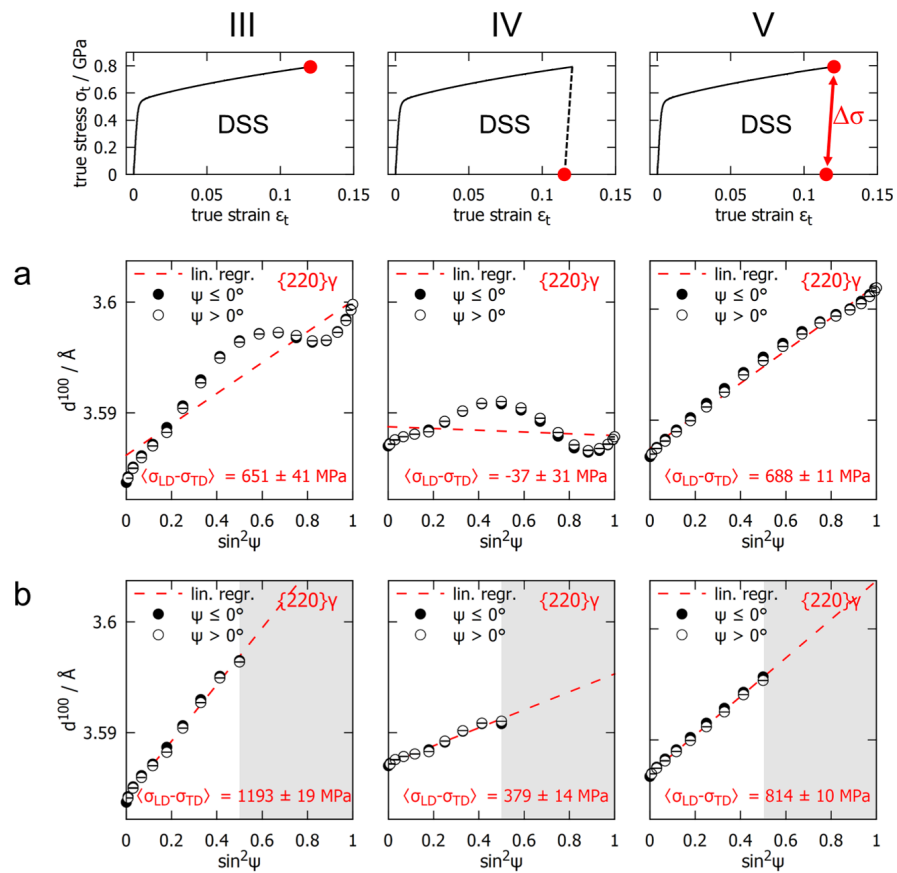 III IV V
true stress σt / GPa
0.8
0.6
0.4
0.2
0
DSS DSS DSS
Δσ
0 0.05 0.1 0.15 0 0.05 0.1 0.15 0 0.05 0.1 0.15
true strain εt true strain εt true strain εt
a
d¹⁰⁰ / Å
3.6
3.59
lin. regr. {220}γ lin. regr. {220}γ lin. regr. {220}γ
ψ ≤ 0° ψ ≤ 0° ψ ≤ 0°
ψ > 0° ψ > 0° ψ > 0°
⟨σLD-σTD⟩ = 651 ± 41 MPa ⟨σLD-σTD⟩ = -37 ± 31 MPa ⟨σLD-σTD⟩ = 688 ± 11 MPa
0 0.2 0.4 0.6 0.8 1 0 0.2 0.4 0.6 0.8 1 0 0.2 0.4 0.6 0.8 1
sin²ψ sin²ψ sin²ψ
b
d¹⁰⁰ / Å
3.6
3.59
lin. regr. {220}γ lin. regr. {220}γ lin. regr. {220}γ
ψ ≤ 0° ψ ≤ 0° ψ ≤ 0°
ψ > 0° ψ > 0° ψ > 0°
⟨σLD-σTD⟩ = 1193 ± 19 MPa ⟨σLD-σTD⟩ = 379 ± 14 MPa ⟨σLD-σTD⟩ = 814 ± 10 MPa
0 0.2 0.4 0.6 0.8 1 0 0.2 0.4 0.6 0.8 1 0 0.2 0.4 0.6 0.8 1
sin²ψ sin²ψ sin²ψ